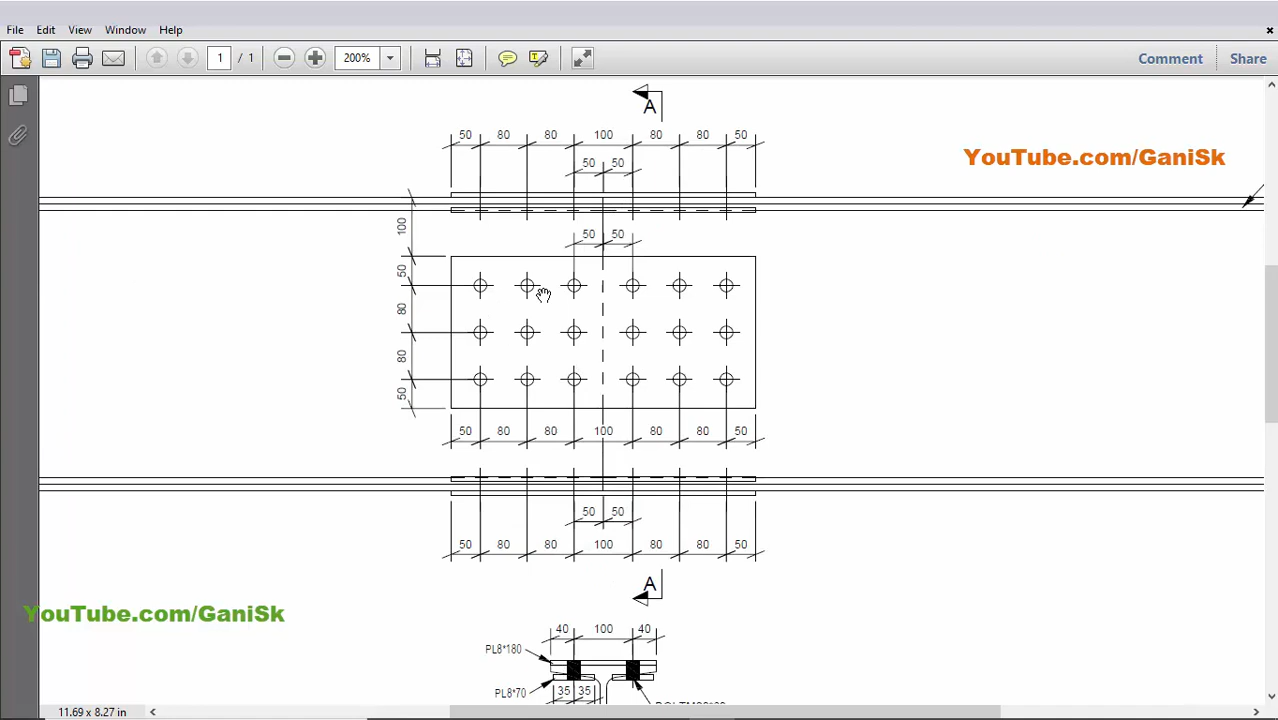 File Edit View Window Help
1 / 1 200% Comment Share
A
50 80 80 100 80 80 50
YouTube.com/GaniSk
50 50
100
50 50
50
80
80
50
50 80 80 100 80 80 50
50 50
50 80 80 100 80 80 50
A
YouTube.com/GaniSk
40 100 40
PL8*180
PL8*70
35 35
11.69 x 8.27 in